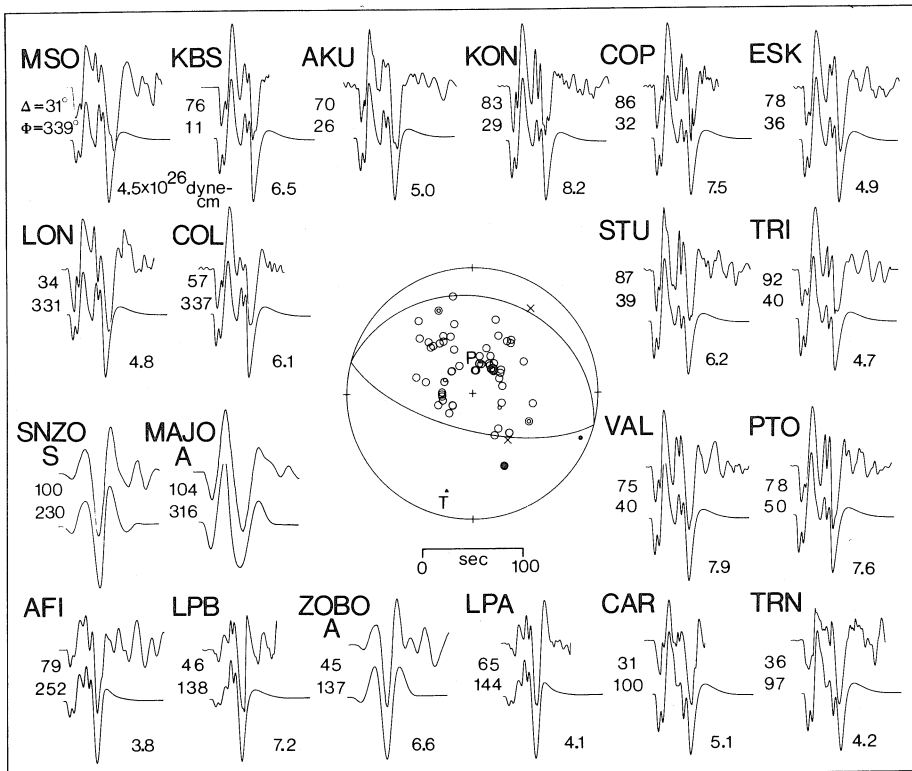 MSO
Δ=31°
Φ=339°
4.5x10²⁶ dyne-
cm
KBS
76
11
6.5
AKU
70
26
5.0
KON
83
29
8.2
COP
86
32
7.5
ESK
78
36
4.9
LON
34
331
4.8
COL
57
337
6.1
STU
87
39
6.2
TRI
92
40
4.7
P
T
SNZO
S
100
230
MAJO
A
104
316
0 sec 100
VAL
75
40
7.9
PTO
78
50
7.6
AFI
79
252
3.8
LPB
46
138
7.2
ZOBO
A
45
137
6.6
LPA
65
144
4.1
CAR
31
100
5.1
TRN
36
97
4.2